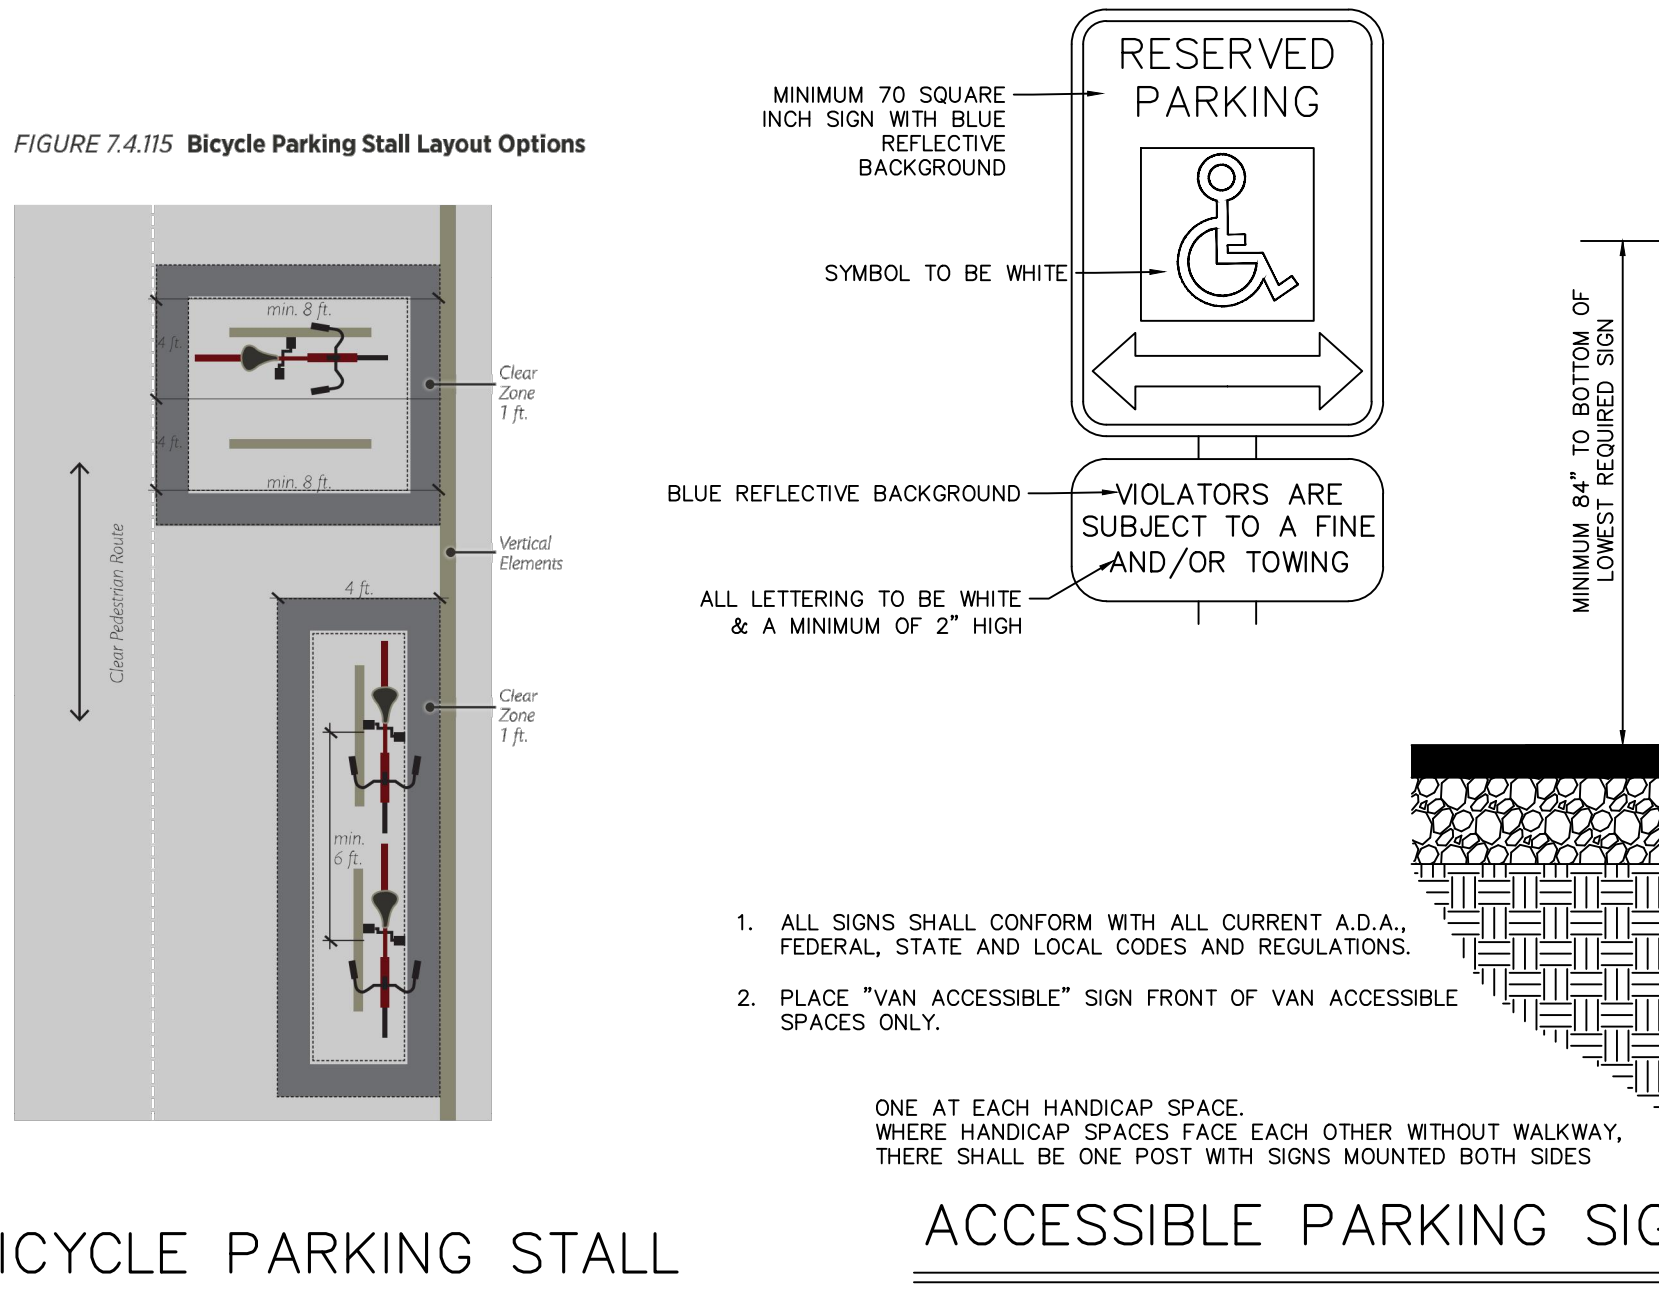 FIGURE 7.4.115 Bicycle Parking Stall Layout Options
min. 8 ft.
4 ft.
Clear
Zone
1 ft.
4 ft.
min. 8 ft.
Clear Pedestrian Route
Vertical
Elements
4 ft.
Clear
Zone
1 ft.
min.
6 ft.
ICYCLE PARKING STALL
RESERVED
PARKING
MINIMUM 70 SQUARE
INCH SIGN WITH BLUE
REFLECTIVE
BACKGROUND
SYMBOL TO BE WHITE
BLUE REFLECTIVE BACKGROUND
VIOLATORS ARE
SUBJECT TO A FINE
AND/OR TOWING
ALL LETTERING TO BE WHITE
& A MINIMUM OF 2” HIGH
MINIMUM 84” TO BOTTOM OF
LOWEST REQUIRED SIGN
1. ALL SIGNS SHALL CONFORM WITH ALL CURRENT A.D.A.,
FEDERAL, STATE AND LOCAL CODES AND REGULATIONS.
2. PLACE ”VAN ACCESSIBLE” SIGN FRONT OF VAN ACCESSIBLE
SPACES ONLY.
ONE AT EACH HANDICAP SPACE.
WHERE HANDICAP SPACES FACE EACH OTHER WITHOUT WALKWAY,
THERE SHALL BE ONE POST WITH SIGNS MOUNTED BOTH SIDES
ACCESSIBLE PARKING SIG